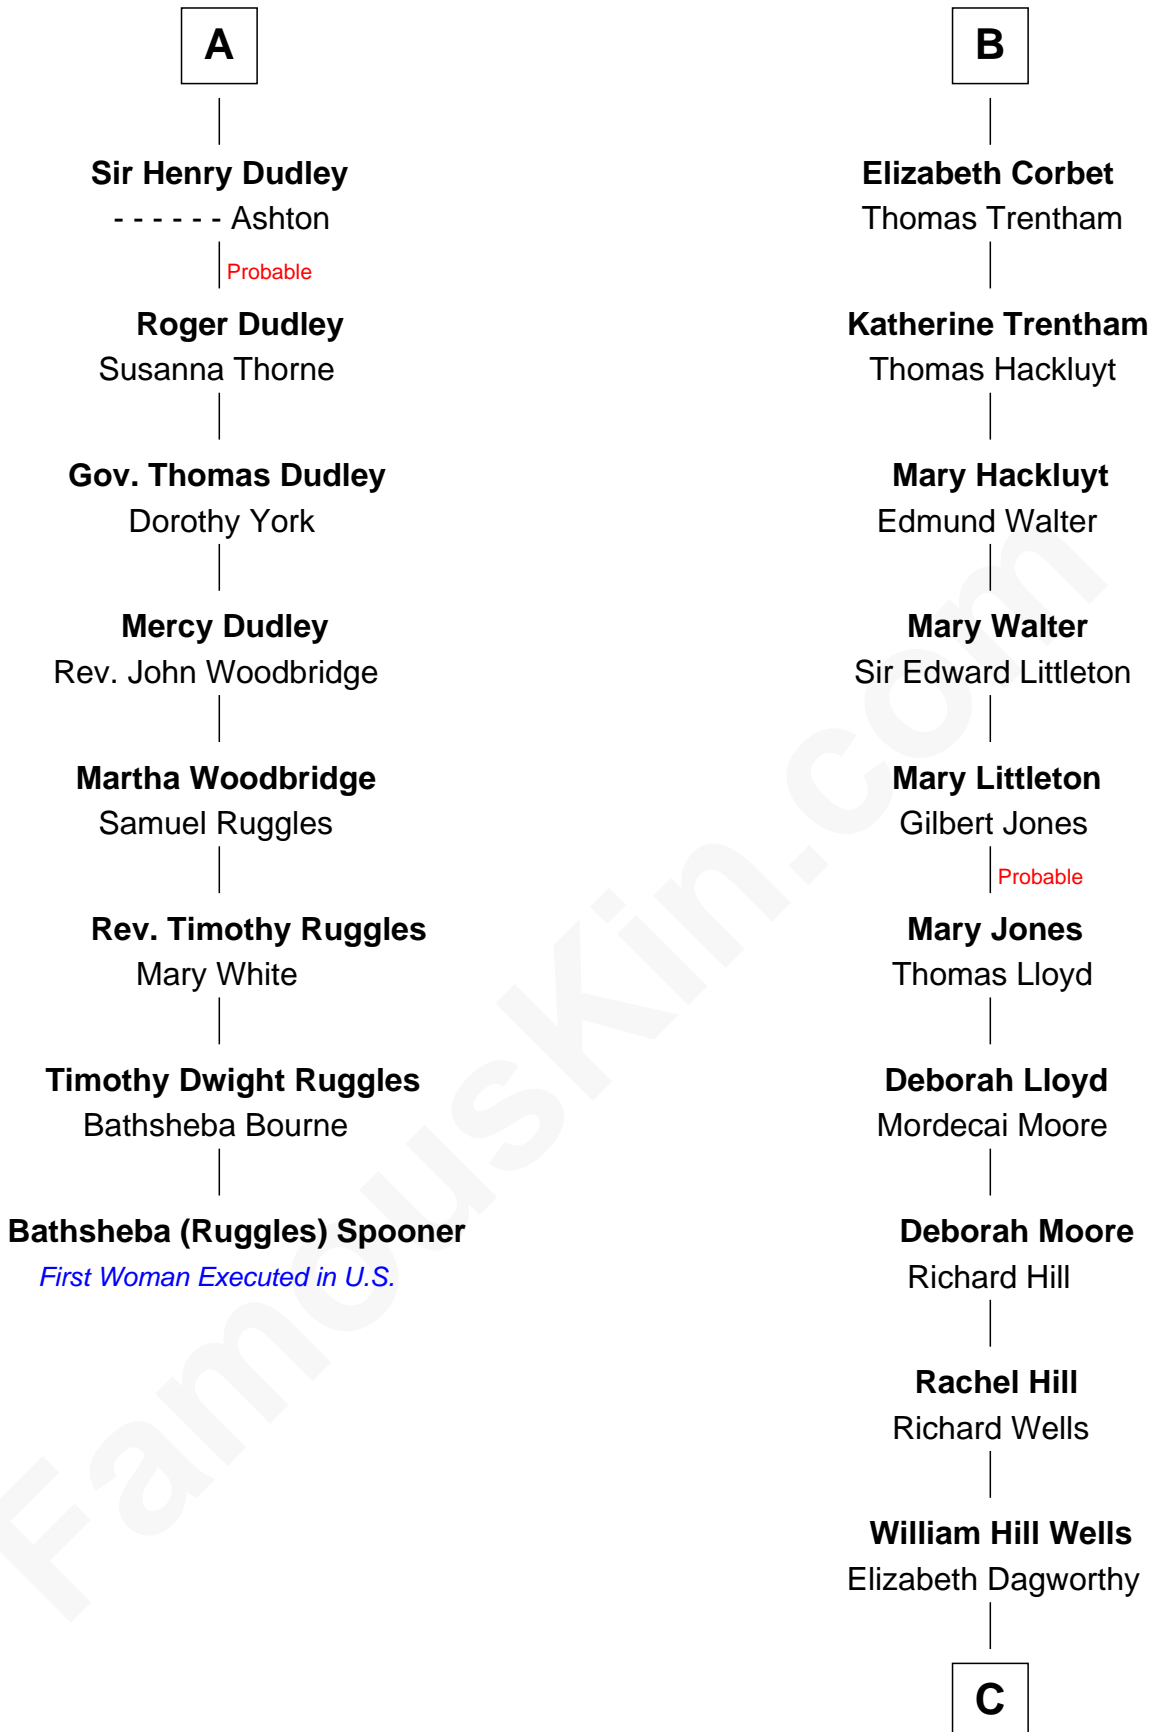 A
Sir Henry Dudley
- - - - - - Ashton
Probable
Roger Dudley
Susanna Thorne
Gov. Thomas Dudley
Dorothy York
Mercy Dudley
Rev. John Woodbridge
Martha Woodbridge
Samuel Ruggles
Rev. Timothy Ruggles
Mary White
Timothy Dwight Ruggles
Bathsheba Bourne
Bathsheba (Ruggles) Spooner
First Woman Executed in U.S.
B
Elizabeth Corbet
Thomas Trentham
Katherine Trentham
Thomas Hackluyt
Mary Hackluyt
Edmund Walter
Mary Walter
Sir Edward Littleton
Mary Littleton
Gilbert Jones
Probable
Mary Jones
Thomas Lloyd
Deborah Lloyd
Mordecai Moore
Deborah Moore
Richard Hill
Rachel Hill
Richard Wells
William Hill Wells
Elizabeth Dagworthy
C
FamousKin.com